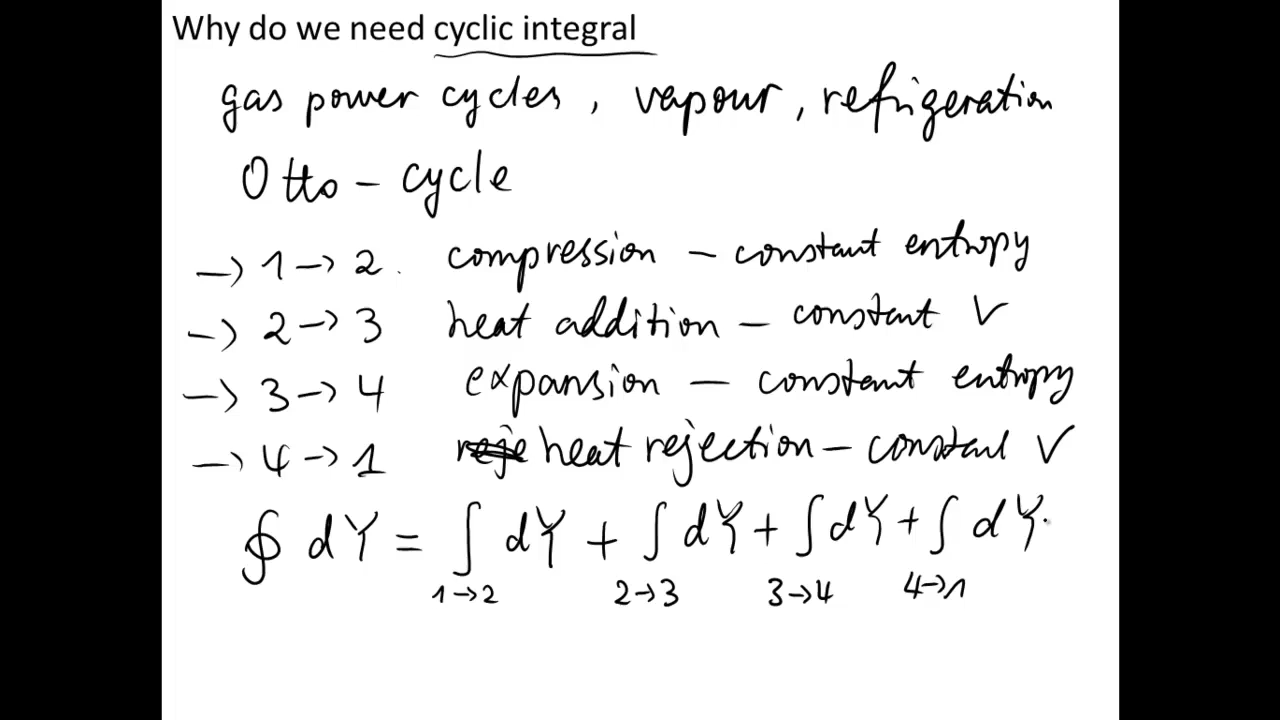 Why do we need cyclic integral
gas power cycles, vapour, refrigeration
Otto - cycle
→ 1 → 2 compression - constant entropy
→ 2 → 3 heat addition - constant V
→ 3 → 4 expansion - constant entropy
→ 4 → 1 reje heat rejection - constant V
∮ dY = ∫ dY + ∫ dY + ∫ dY + ∫ dY
1→2 2→3 3→4 4→1